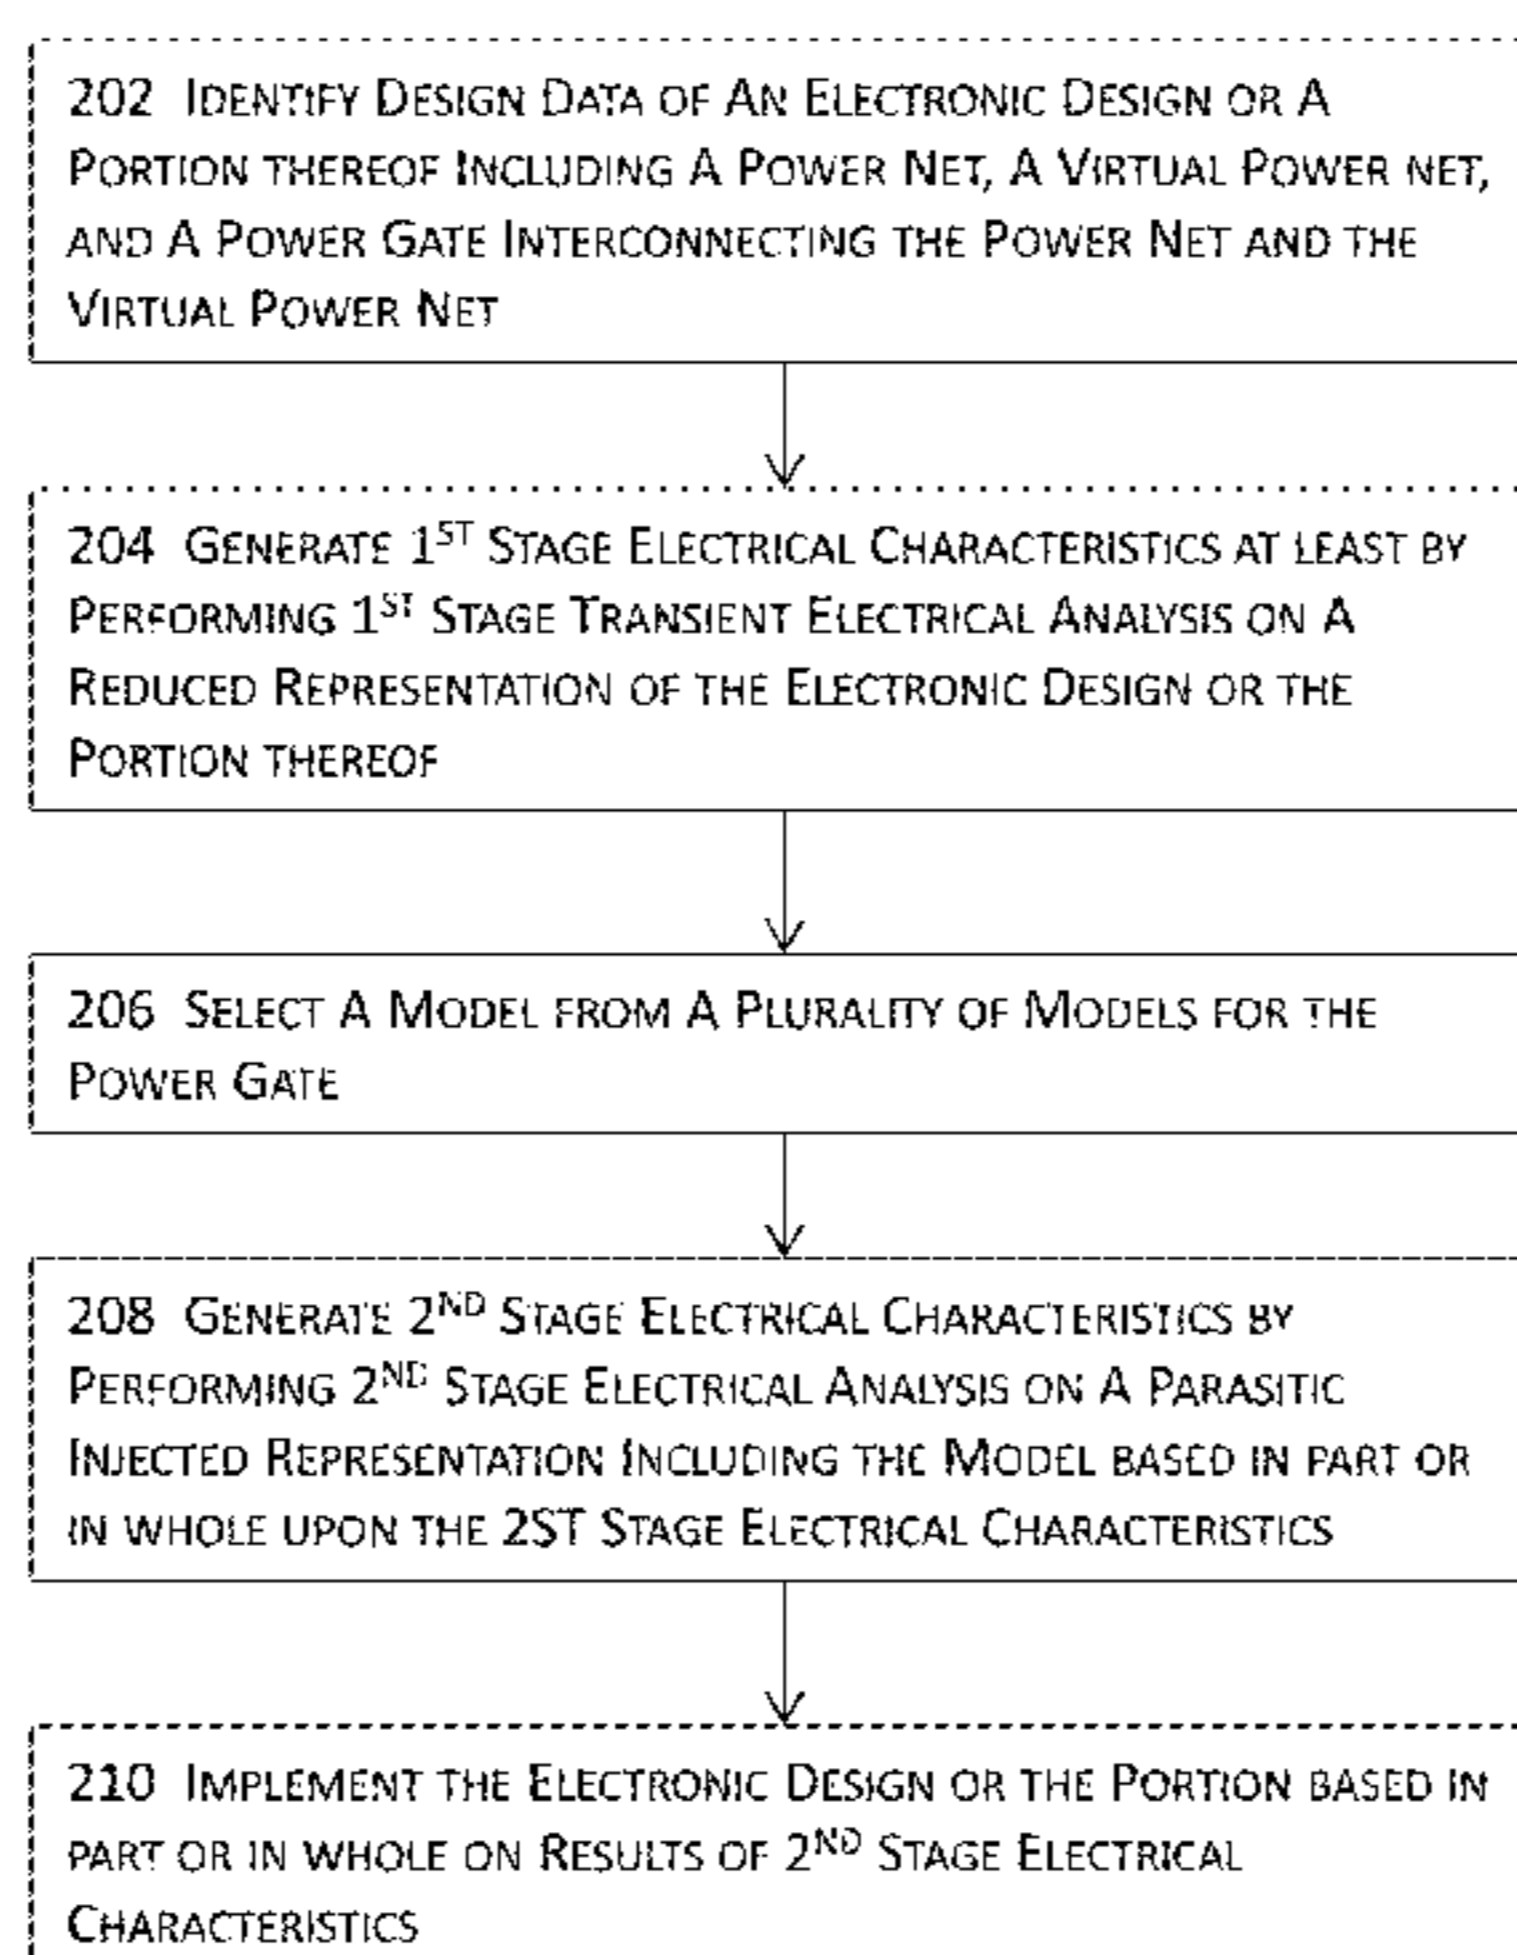 202 IDENTIFY DESIGN DATA OF AN ELECTRONIC DESIGN OR A
PORTION THEREOF INCLUDING A POWER NET, A VIRTUAL POWER NET,
AND A POWER GATE INTERCONNECTING THE POWER NET AND THE
VIRTUAL POWER NET
204 GENERATE 1ST STAGE ELECTRICAL CHARACTERISTICS AT LEAST BY
PERFORMING 1ST STAGE TRANSIENT ELECTRICAL ANALYSIS ON A
REDUCED REPRESENTATION OF THE ELECTRONIC DESIGN OR THE
PORTION THEREOF
206 SELECT A MODEL FROM A PLURALITY OF MODELS FOR THE
POWER GATE
208 GENERATE 2ND STAGE ELECTRICAL CHARACTERISTICS BY
PERFORMING 2ND STAGE ELECTRICAL ANALYSIS ON A PARASITIC
INJECTED REPRESENTATION INCLUDING THE MODEL BASED IN PART OR
IN WHOLE UPON THE 2ST STAGE ELECTRICAL CHARACTERISTICS
210 IMPLEMENT THE ELECTRONIC DESIGN OR THE PORTION BASED IN
PART OR IN WHOLE ON RESULTS OF 2ND STAGE ELECTRICAL
CHARACTERISTICS